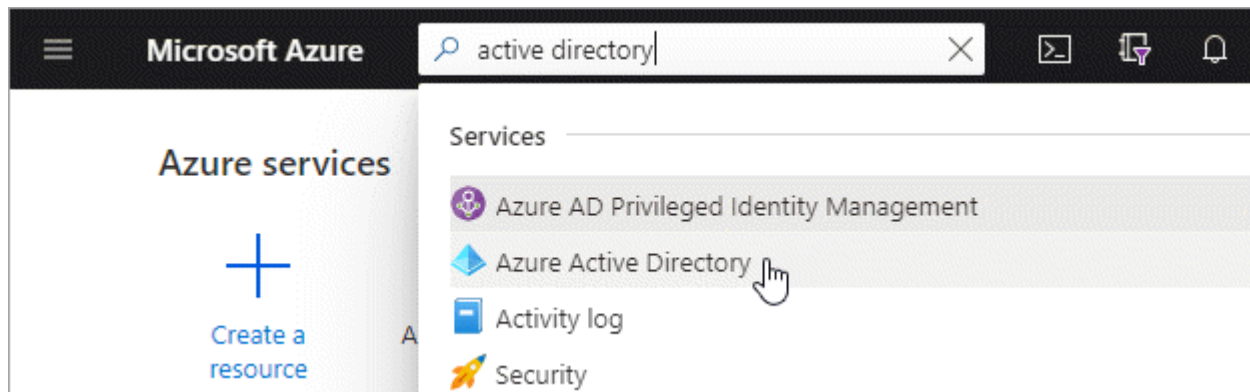 Microsoft Azure
active directory
Azure services
Create a
resource
A
Services
Azure AD Privileged Identity Management
Azure Active Directory
Activity log
Security